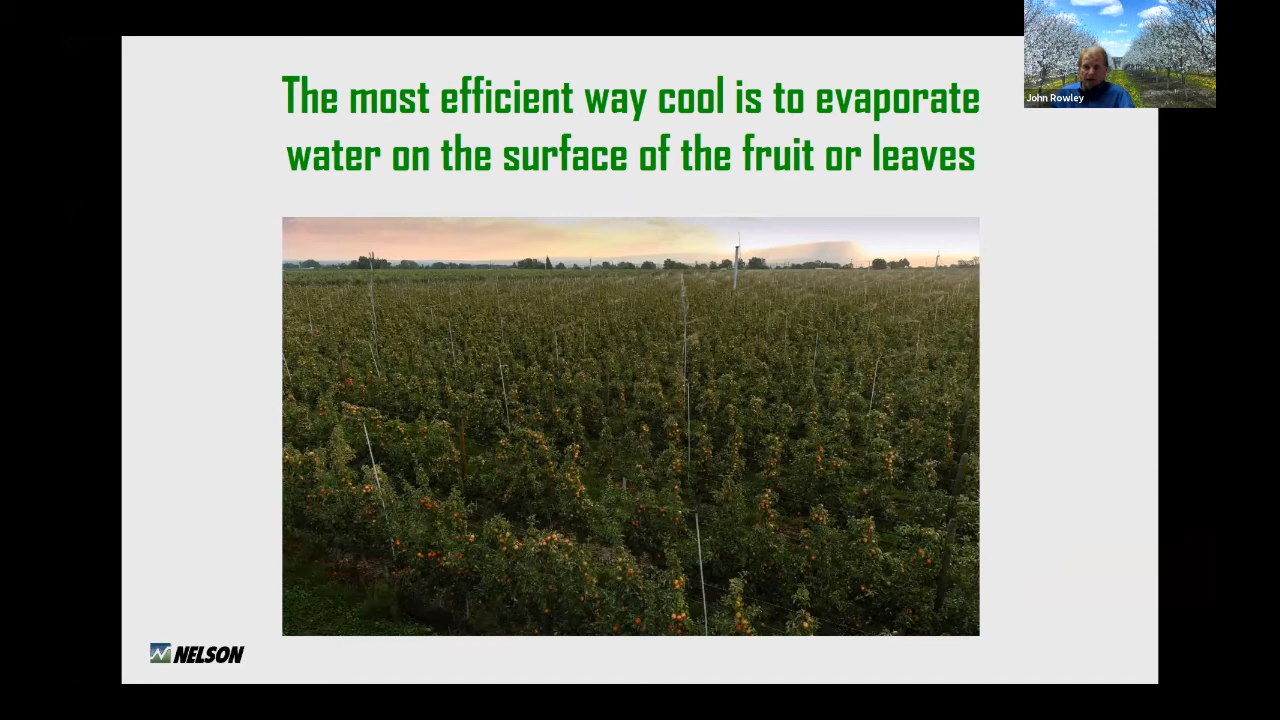 The most efficient way cool is to evaporate
water on the surface of the fruit or leaves
John Rowley
NELSON